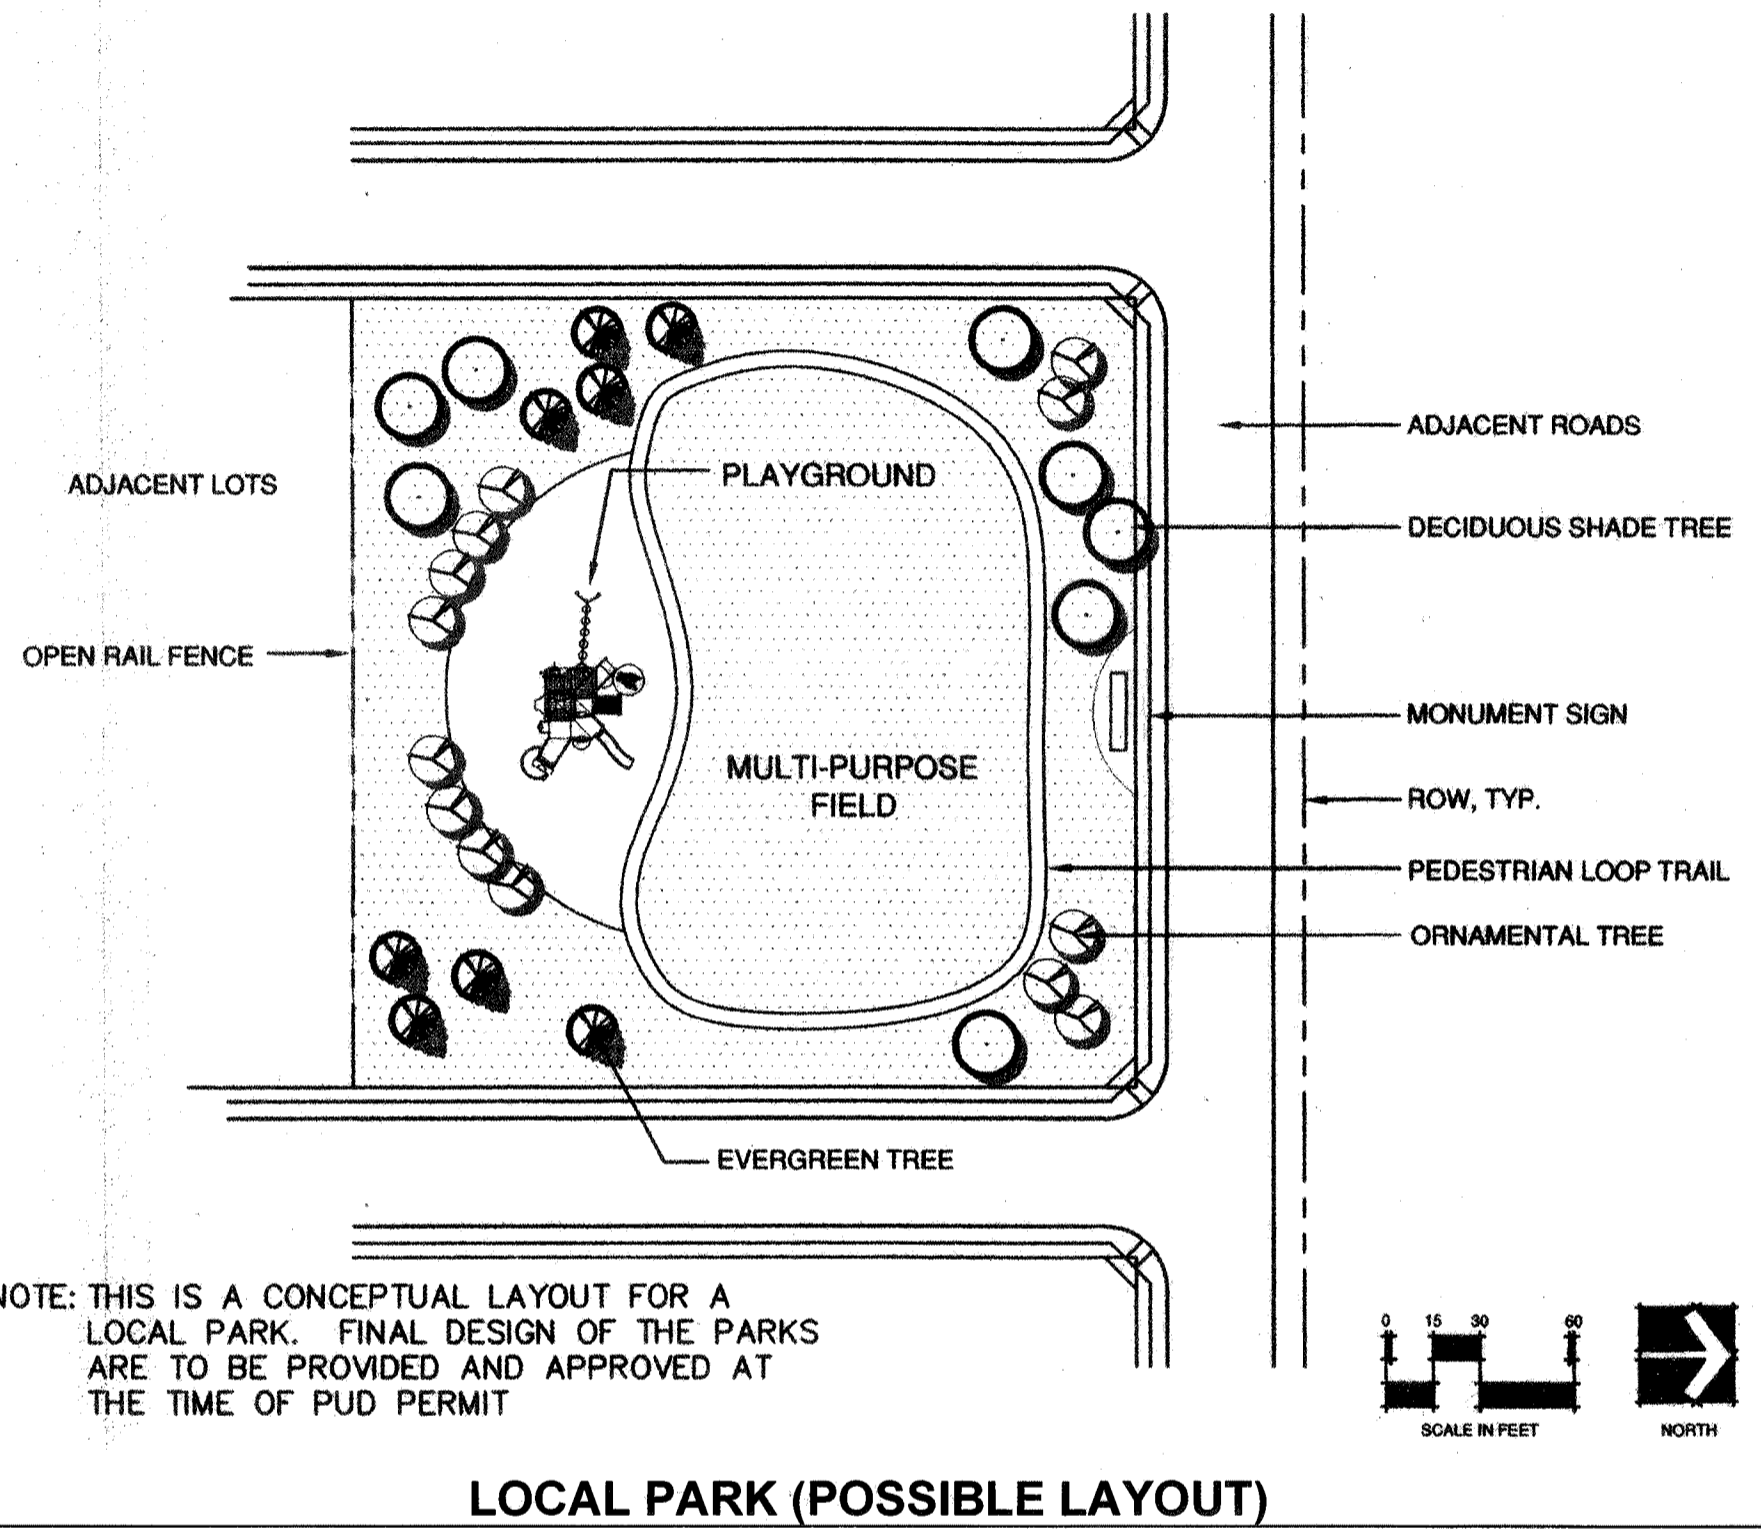 ADJACENT ROADS
PLAYGROUND
ADJACENT LOTS
DECIDUOUS SHADE TREE
OPEN RAIL FENCE
MONUMENT SIGN
MULTI-PURPOSE
FIELD
ROW, TYP.
PEDESTRIAN LOOP TRAIL
ORNAMENTAL TREE
EVERGREEN TREE
NOTE: THIS IS A CONCEPTUAL LAYOUT FOR A
LOCAL PARK. FINAL DESIGN OF THE PARKS
ARE TO BE PROVIDED AND APPROVED AT
THE TIME OF PUD PERMIT
0 15 30 60
SCALE IN FEET
NORTH
LOCAL PARK (POSSIBLE LAYOUT)